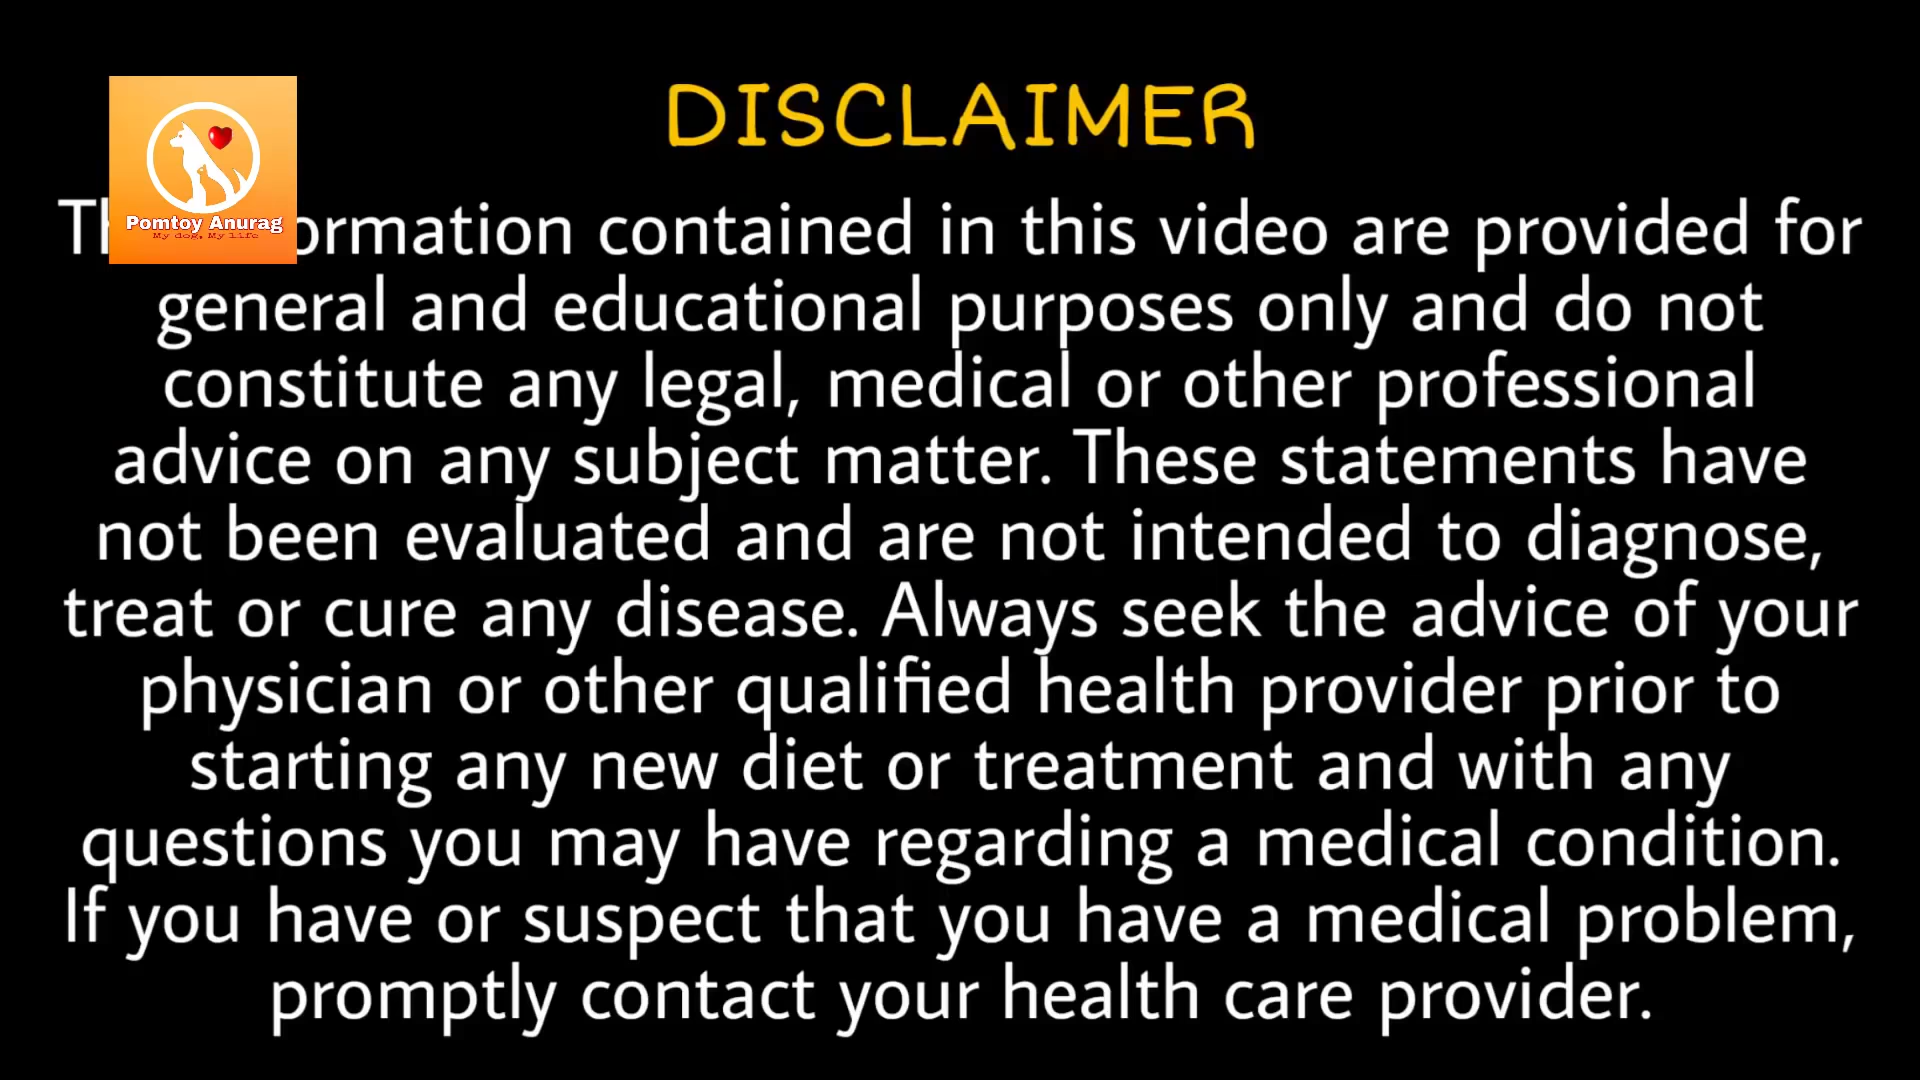 DISCLAIMER
Pomtoy Anurag
My dog, My life
contained in this video are provided for
general and educational purposes only and do not
constitute any legal, medical or other professional
advice on any subject matter. These statements have
not been evaluated and are not intended to diagnose,
treat or cure any disease. Always seek the advice of your
physician or other qualified health provider prior to
starting any new diet or treatment and with any
questions you may have regarding a medical condition.
If you have or suspect that you have a medical problem,
promptly contact your health care provider.